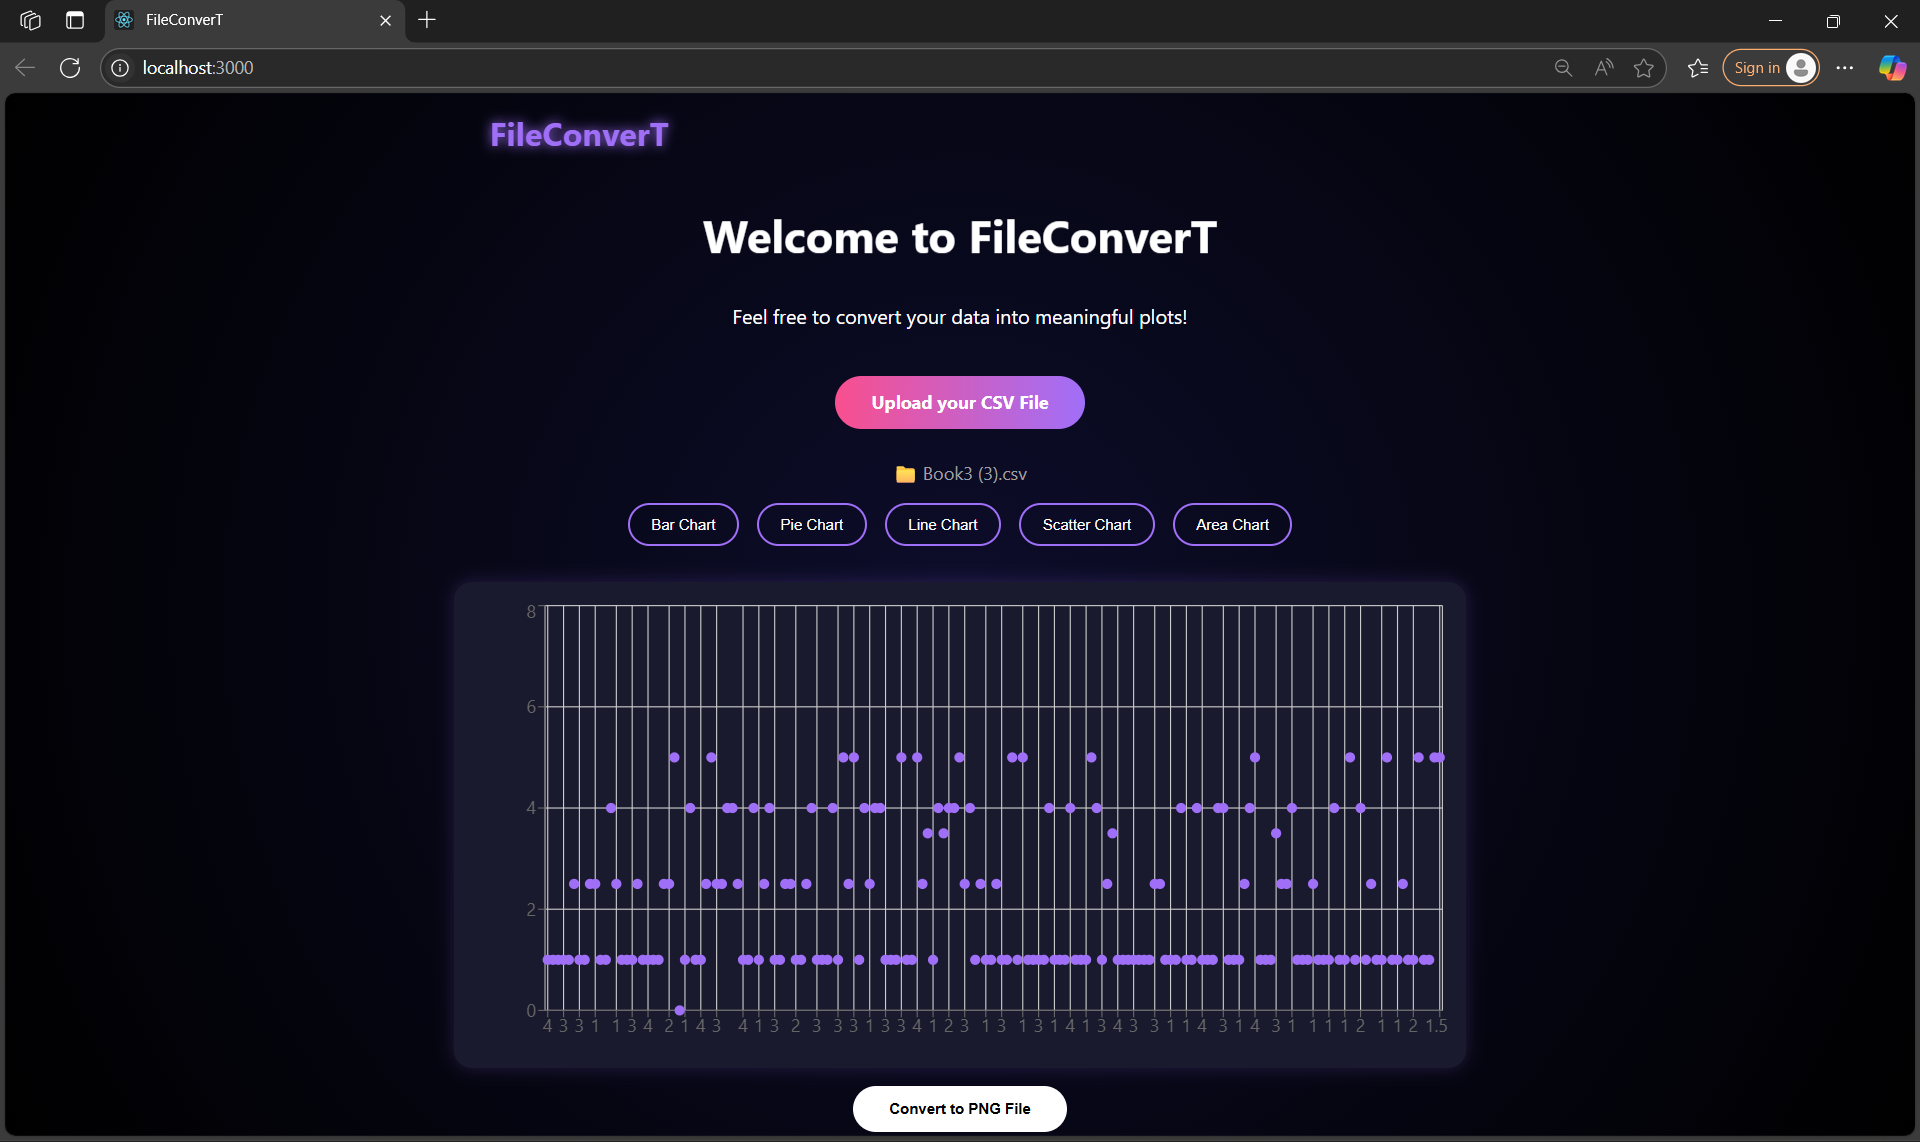 FileConverT
localhost:3000
Sign in
FileConverT
Welcome to FileConverT
Feel free to convert your data into meaningful plots!
Upload your CSV File
Book3 (3).csv
Bar Chart Pie Chart Line Chart Scatter Chart Area Chart
8
6
4
2
0
4 3 3 1 1 3 4 2 1 4 3 4 1 3 2 3 3 3 1 3 3 4 1 2 3 1 3 1 3 1 4 1 3 4 3 3 1 1 4 3 1 4 3 1 1 1 1 2 1 1 2 1.5
Convert to PNG File